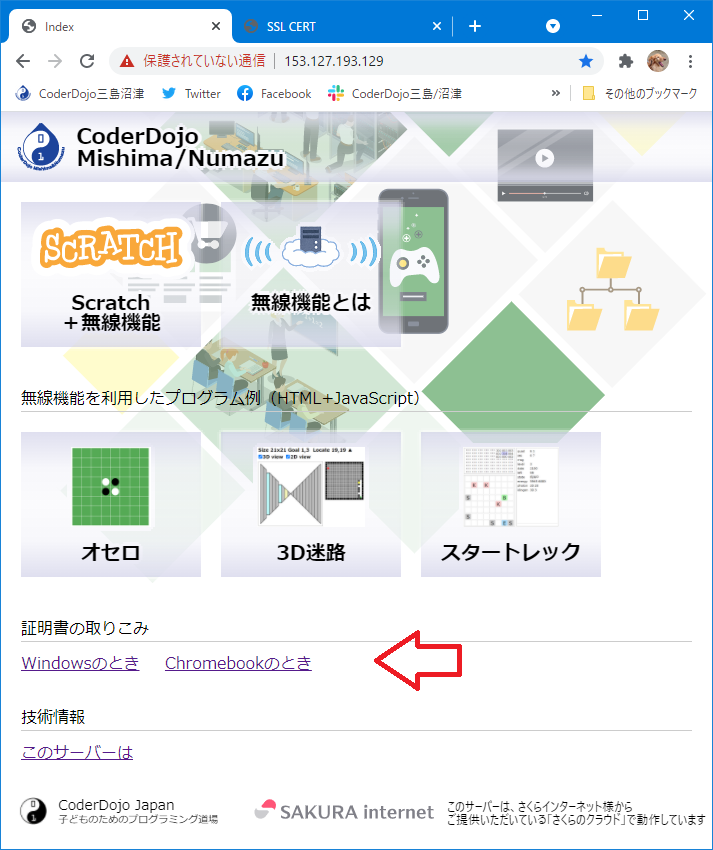 Index
SSL CERT
保護されていない通信
153.127.193.129
CoderDojo三島沼津
Twitter
Facebook
CoderDojo三島/沼津
»
その他のブックマーク
CoderDojo
Mishima/Numazu
SCRATCH
Scratch
＋無線機能
無線機能とは
無線機能を利用したプログラム例（HTML+JavaScript）
Size 21x21 Goal 1,3 Locate 19,19 ▲
3D view 2D view
オセロ
3D迷路
スタートレック
証明書の取りこみ
Windowsのとき
Chromebookのとき
技術情報
このサーバーは
CoderDojo Japan
子どものためのプログラミング道場
SAKURA internet
このサーバーは、さくらインターネット様から
ご提供いただいている「さくらのクラウド」で動作しています